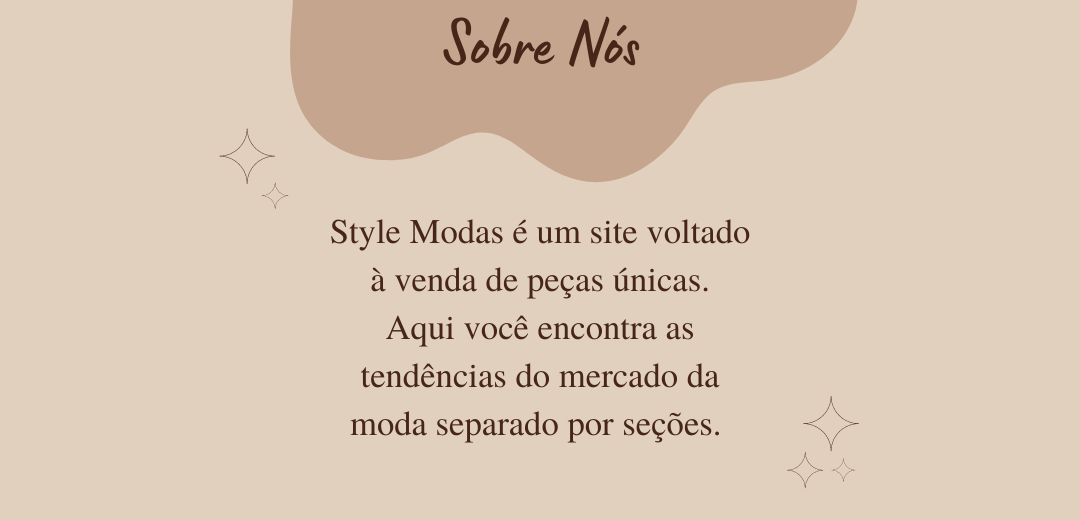 Sobre Nós
Style Modas é um site voltado
à venda de peças únicas.
Aqui você encontra as
tendências do mercado da
moda separado por seções.